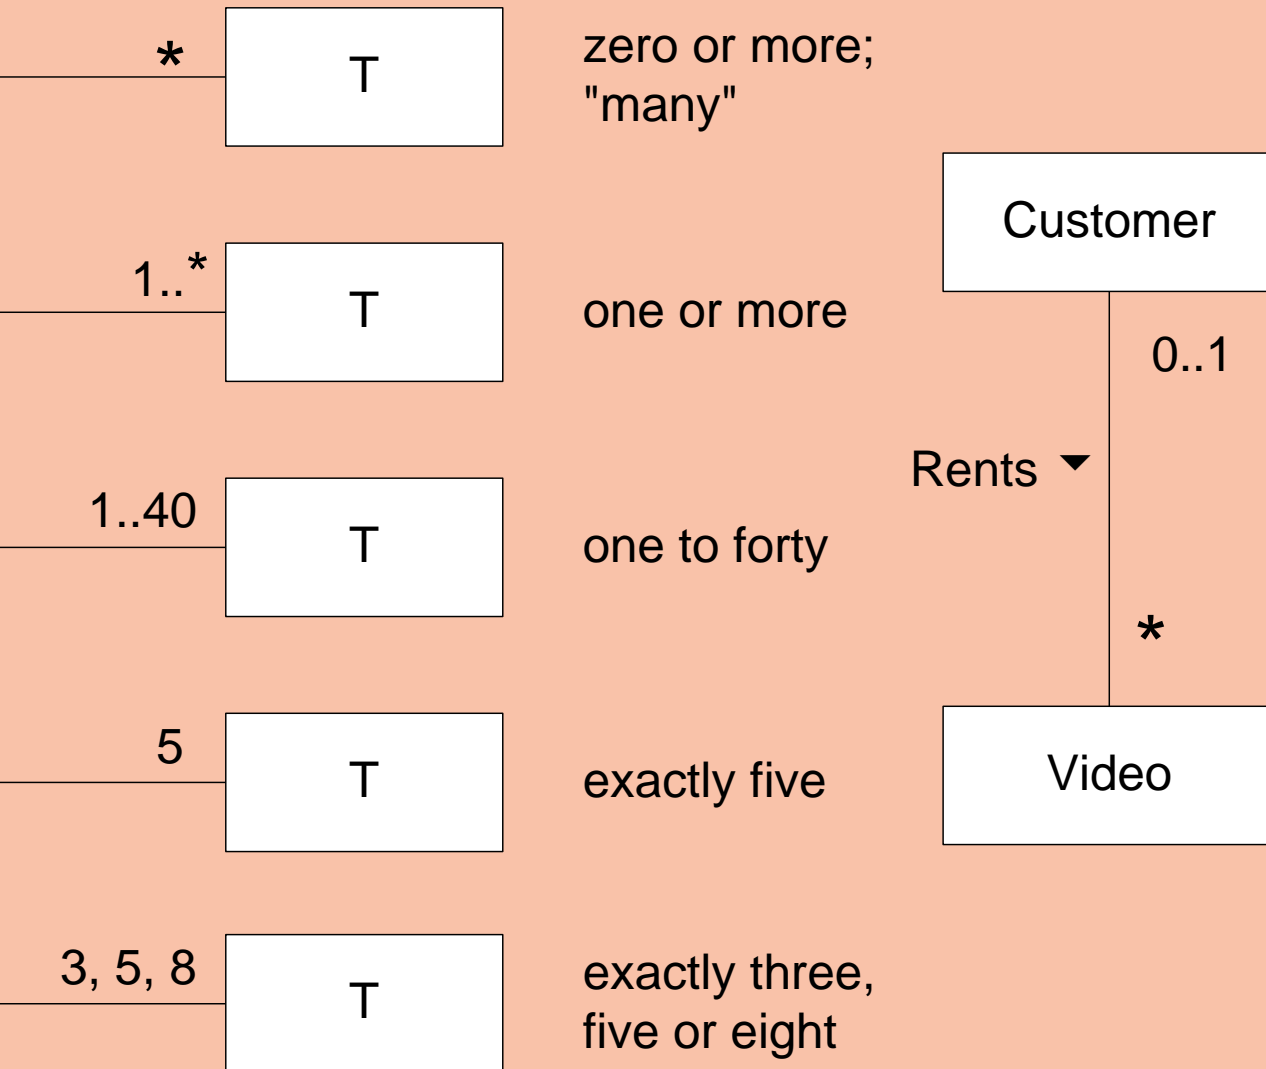 *
T
zero or more;
"many"
1..*
T
one or more
1..40
T
one to forty
5
T
exactly five
3, 5, 8
T
exactly three,
five or eight
Customer
0..1
Rents
*
Video